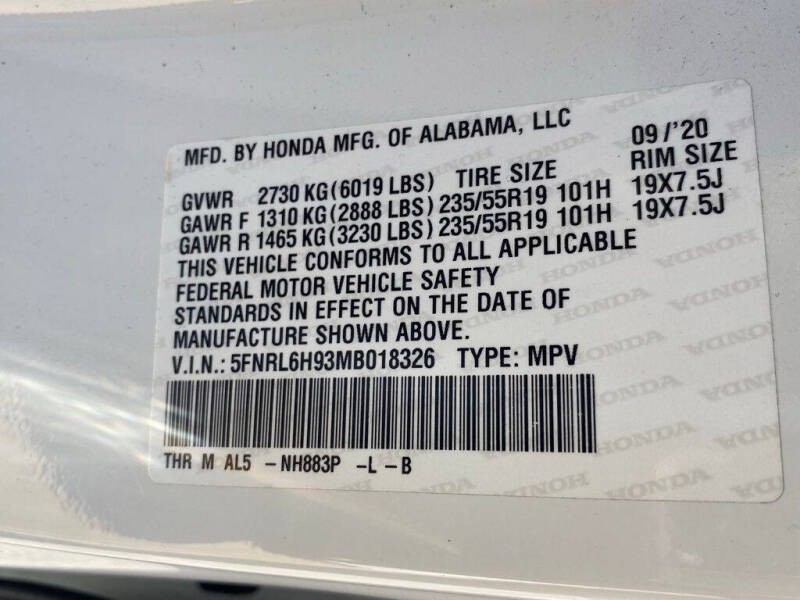 MFD. BY HONDA MFG. OF ALABAMA, LLC 09/'20
GVWR 2730 KG(6019 LBS) TIRE SIZE RIM SIZE
GAWR F 1310 KG(2888 LBS) 235/55R19 101H 19X7.5J
GAWR R 1465 KG(3230 LBS) 235/55R19 101H 19X7.5J
THIS VEHICLE CONFORMS TO ALL APPLICABLE
FEDERAL MOTOR VEHICLE SAFETY
STANDARDS IN EFFECT ON THE DATE OF
MANUFACTURE SHOWN ABOVE.
V.I.N.: 5FNRL6H93MB018326 TYPE: MPV
THR M AL5 -NH883P -L -B